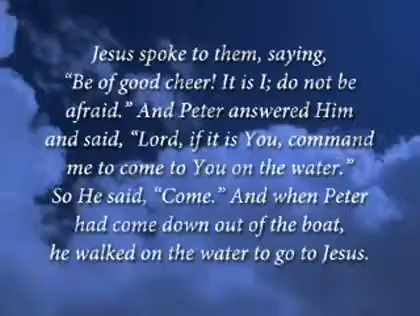 Jesus spoke to them, saying,
“Be of good cheer! It is I; do not be
afraid.” And Peter answered Him
and said, “Lord, if it is You, command
me to come to You on the water.”
So He said, “Come.” And when Peter
had come down out of the boat,
he walked on the water to go to Jesus.